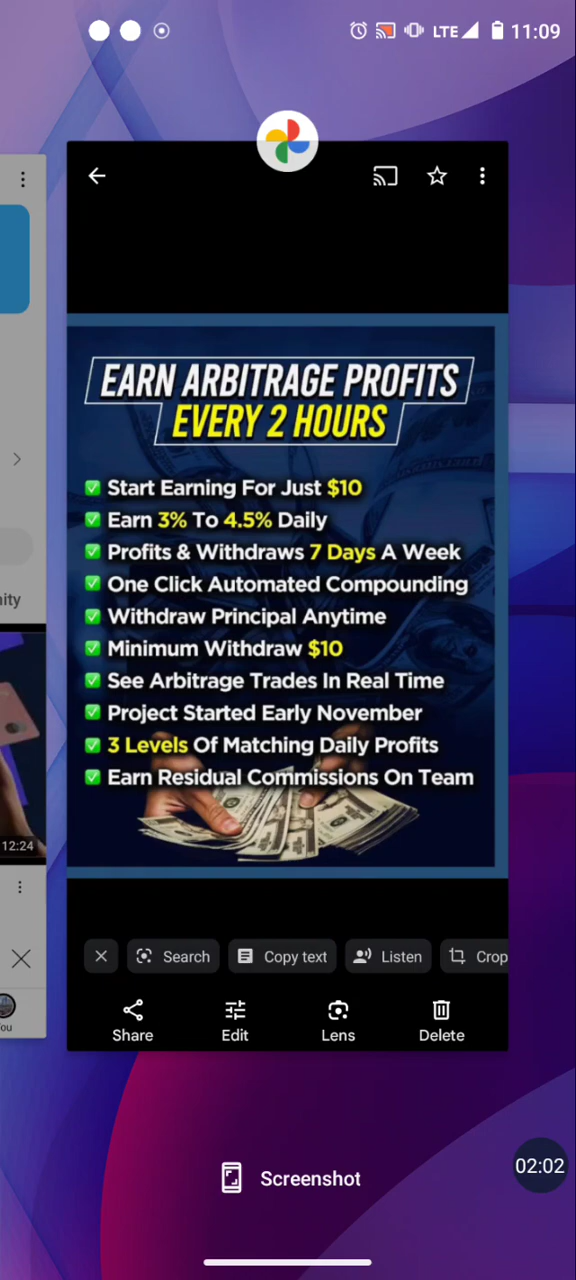 LTE 11:09
EARN ARBITRAGE PROFITS
EVERY 2 HOURS
✅ Start Earning For Just $10
✅ Earn 3% To 4.5% Daily
✅ Profits & Withdraws 7 Days A Week
✅ One Click Automated Compounding
✅ Withdraw Principal Anytime
✅ Minimum Withdraw $10
✅ See Arbitrage Trades In Real Time
✅ Project Started Early November
✅ 3 Levels Of Matching Daily Profits
✅ Earn Residual Commissions On Team
12:24
Search Copy text Listen Crop
Share Edit Lens Delete
Screenshot
02:02